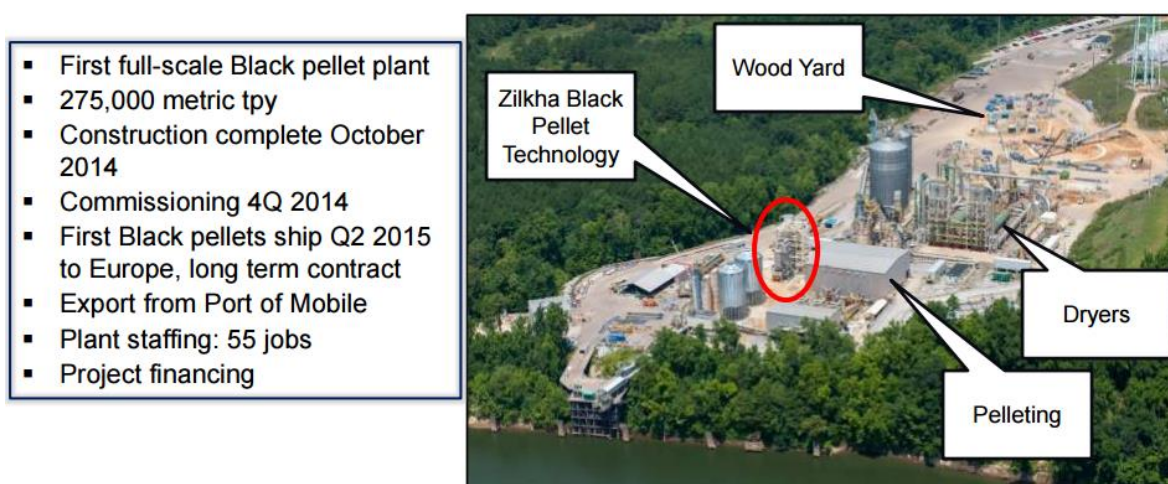 ▪ First full-scale Black pellet plant
▪ 275,000 metric tpy
▪ Construction complete October
2014
▪ Commissioning 4Q 2014
▪ First Black pellets ship Q2 2015
to Europe, long term contract
▪ Export from Port of Mobile
▪ Plant staffing: 55 jobs
▪ Project financing
Wood Yard
Zilkha Black
Pellet
Technology
Dryers
Pelleting